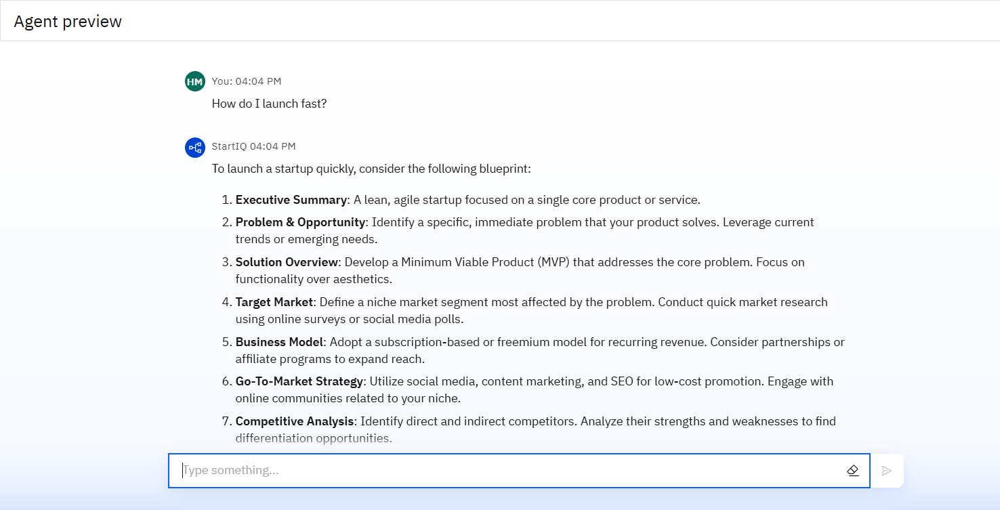 Agent preview
HM
You: 04:04 PM
How do I launch fast?
StartIQ 04:04 PM
To launch a startup quickly, consider the following blueprint:
1. Executive Summary: A lean, agile startup focused on a single core product or service.
2. Problem & Opportunity: Identify a specific, immediate problem that your product solves. Leverage current
trends or emerging needs.
3. Solution Overview: Develop a Minimum Viable Product (MVP) that addresses the core problem. Focus on
functionality over aesthetics.
4. Target Market: Define a niche market segment most affected by the problem. Conduct quick market research
using online surveys or social media polls.
5. Business Model: Adopt a subscription-based or freemium model for recurring revenue. Consider partnerships or
affiliate programs to expand reach.
6. Go-To-Market Strategy: Utilize social media, content marketing, and SEO for low-cost promotion. Engage with
online communities related to your niche.
7. Competitive Analysis: Identify direct and indirect competitors. Analyze their strengths and weaknesses to find
differentiation opportunities.
Type something...